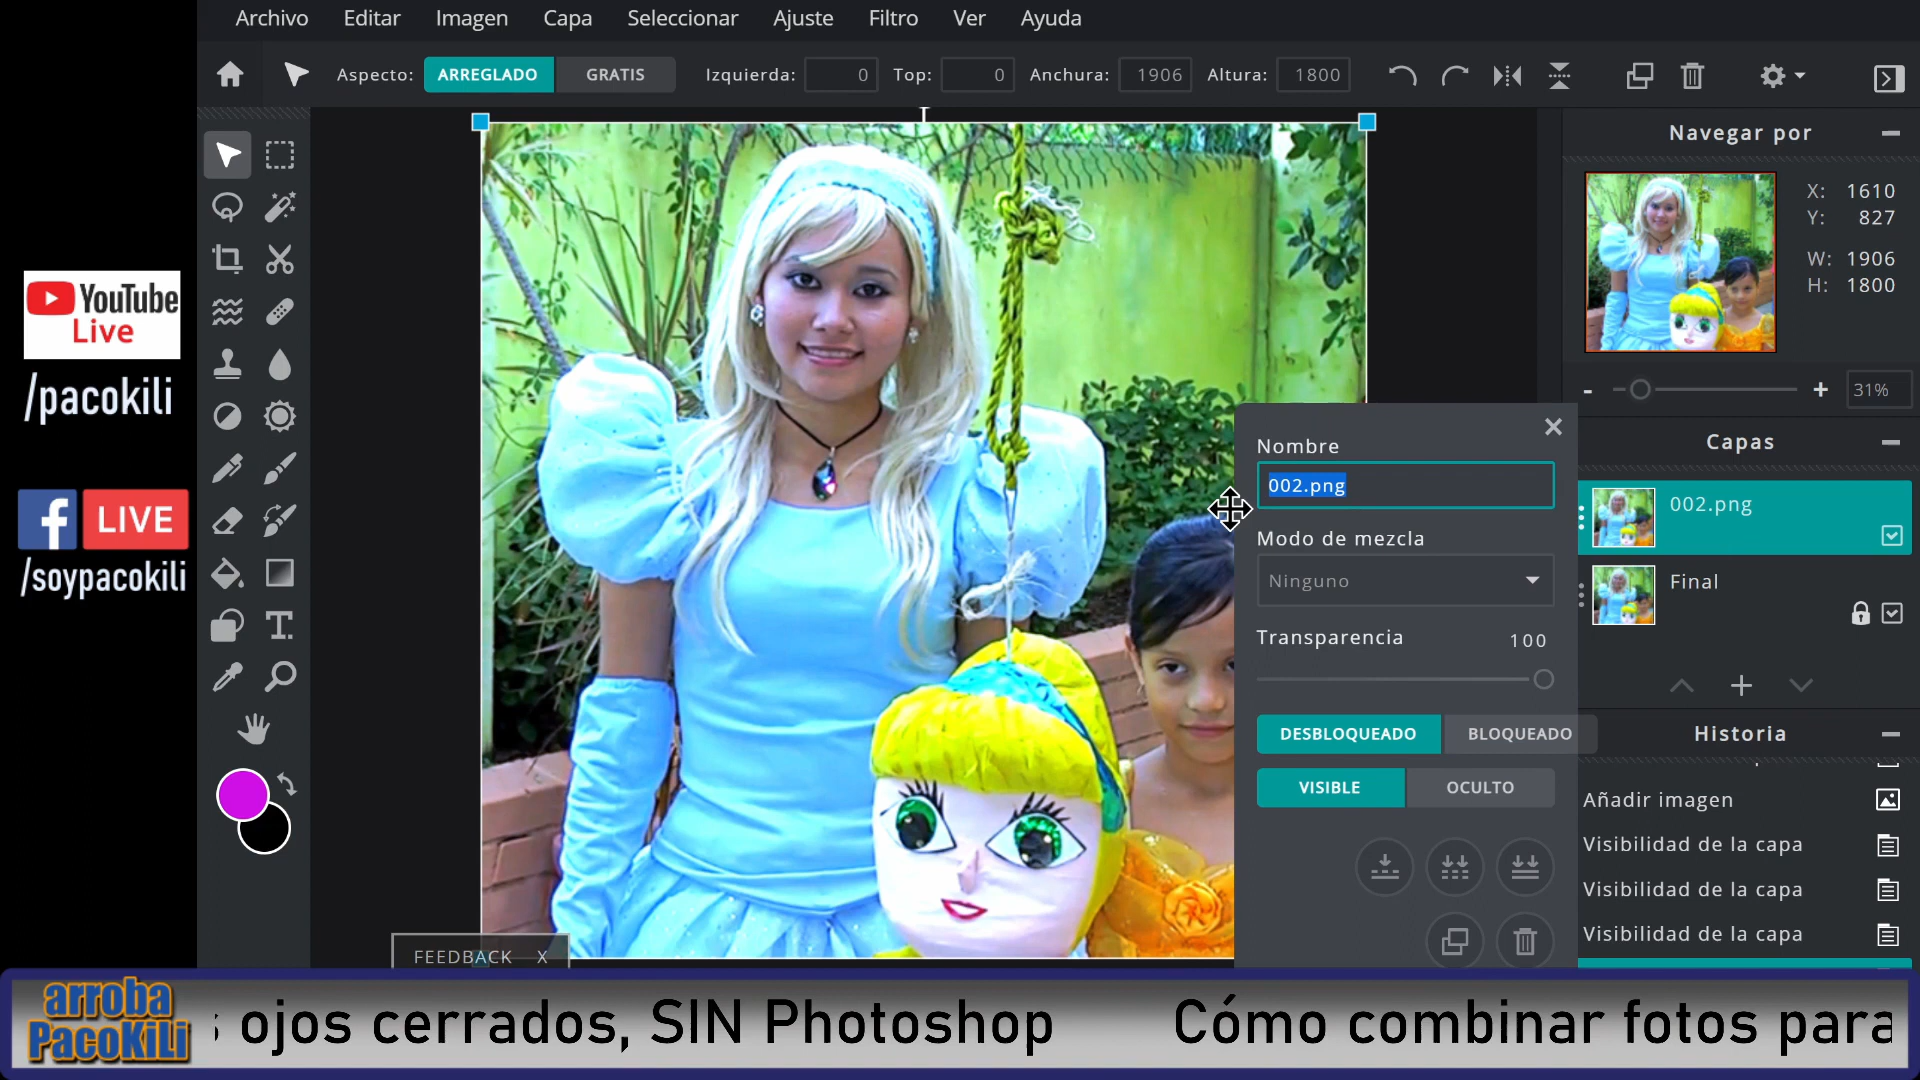 Archivo Editar Imagen Capa Seleccionar Ajuste Filtro Ver Ayuda
Aspecto: ARREGLADO GRATIS Izquierda: 0 Top: 0 Anchura: 1906 Altura: 1800
YouTube
Live
/pacokili
LIVE
/soypacokili
Navegar por
X: 1610
Y: 827
W: 1906
H: 1800
- + 31%
Capas
002.png
Final
Historia
Añadir imagen
Visibilidad de la capa
Visibilidad de la capa
Visibilidad de la capa
Nombre
002.png
Modo de mezcla
Ninguno
Transparencia 100
DESBLOQUEADO BLOQUEADO
VISIBLE OCULTO
FEEDBACK X
arroba
PacoKiLi
s ojos cerrados, SIN Photoshop Cómo combinar fotos para